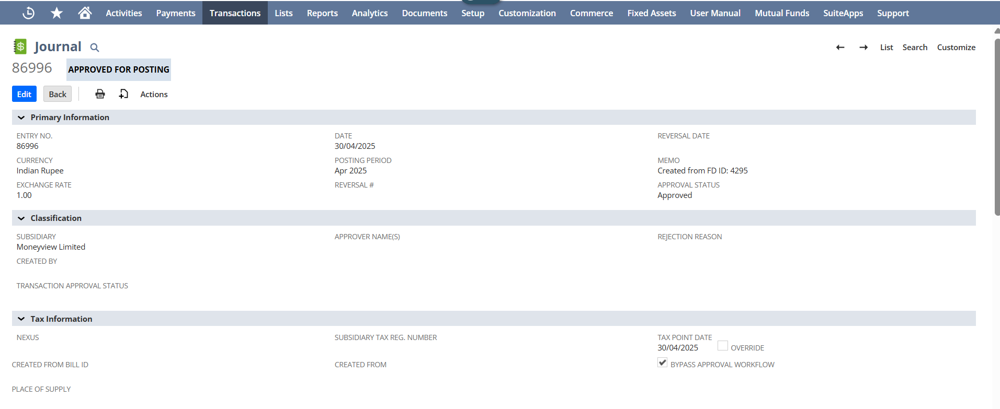 Activities Payments Transactions Lists Reports Analytics Documents Setup Customization Commerce Fixed Assets User Manual Mutual Funds SuiteApps Support
Journal
List Search Customize
86996 APPROVED FOR POSTING
Edit Back Actions
Primary Information
ENTRY NO. DATE REVERSAL DATE
86996 30/04/2025
CURRENCY POSTING PERIOD MEMO
Indian Rupee Apr 2025 Created from FD ID: 4295
EXCHANGE RATE REVERSAL # APPROVAL STATUS
1.00 Approved
Classification
SUBSIDIARY APPROVER NAME(S) REJECTION REASON
Moneyview Limited
CREATED BY
TRANSACTION APPROVAL STATUS
Tax Information
NEXUS SUBSIDIARY TAX REG. NUMBER TAX POINT DATE
30/04/2025 OVERRIDE
CREATED FROM BILL ID CREATED FROM BYPASS APPROVAL WORKFLOW
PLACE OF SUPPLY